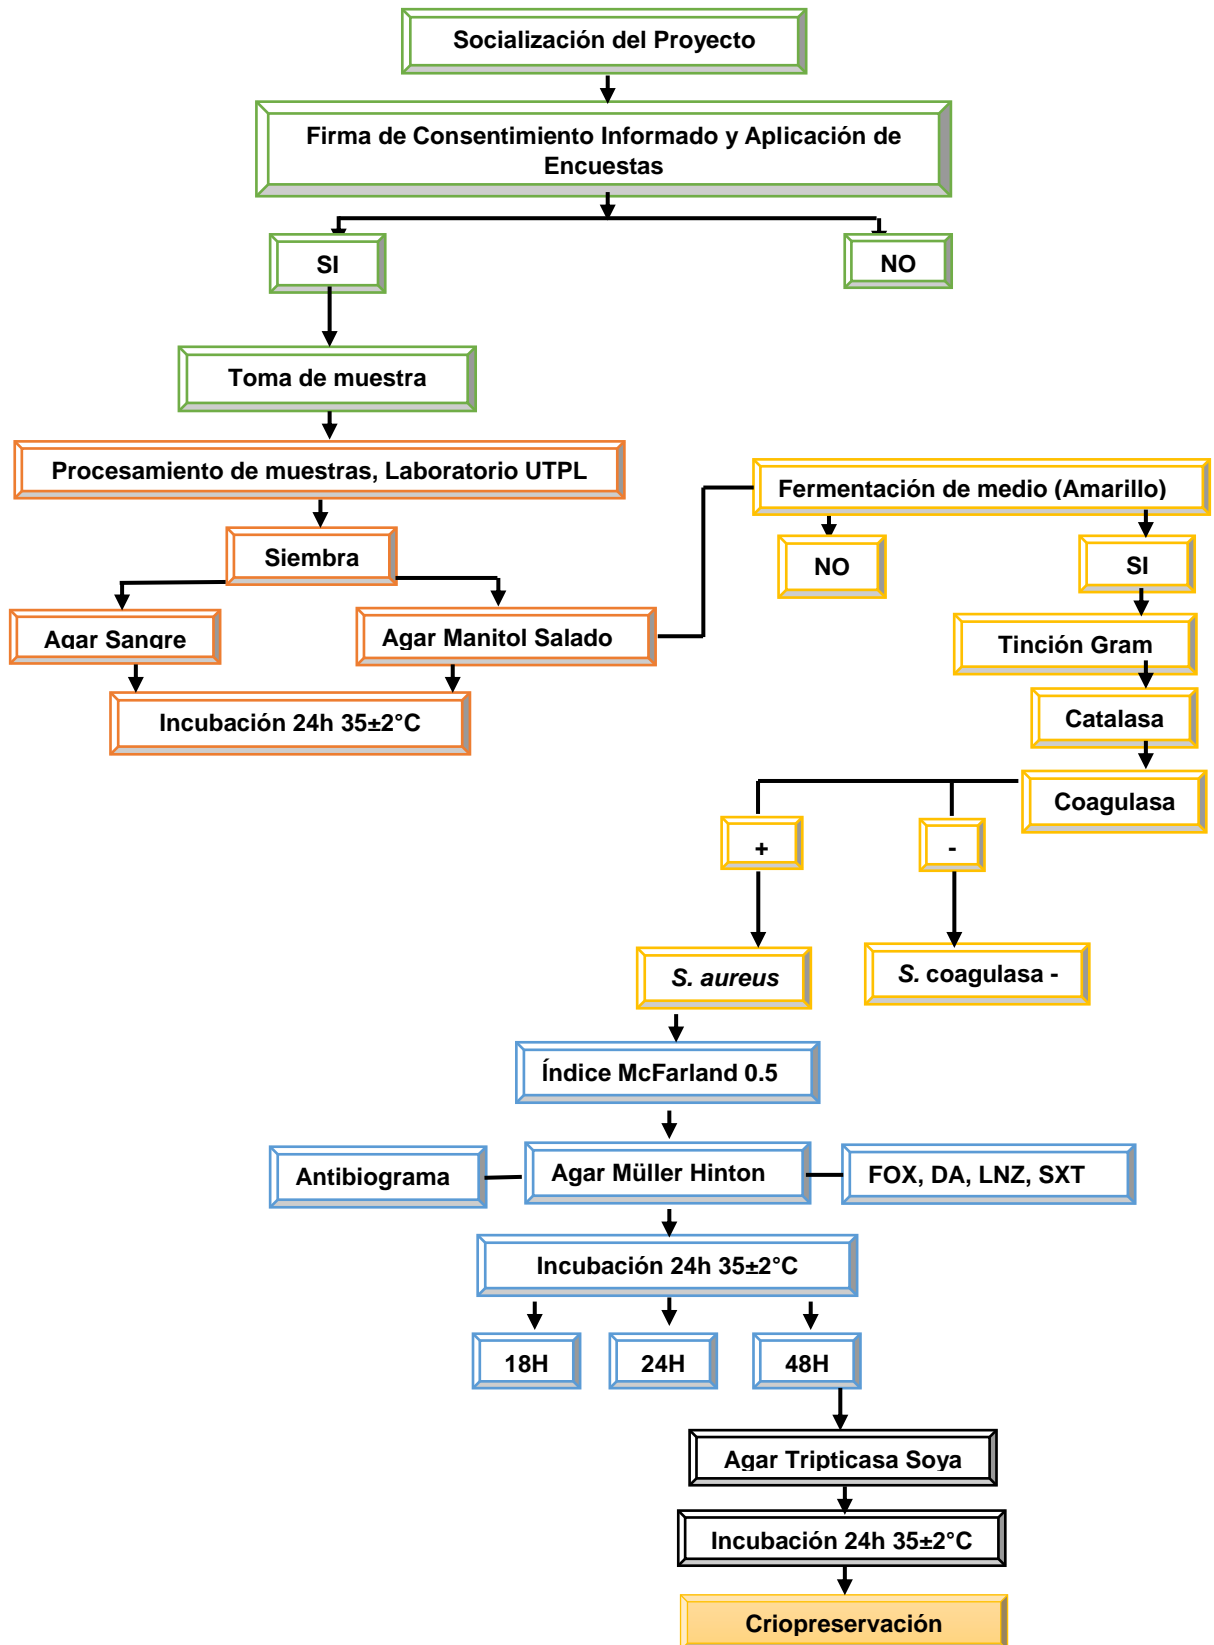 Socialización del Proyecto
Firma de Consentimiento Informado y Aplicación de
Encuestas
SI
NO
Toma de muestra
Procesamiento de muestras, Laboratorio UTPL
Fermentación de medio (Amarillo)
Siembra
NO
SI
Agar Sangre
Agar Manitol Salado
Tinción Gram
Incubación 24h 35±2°C
Catalasa
Coagulasa
+
-
S. aureus
S. coagulasa -
Índice McFarland 0.5
Antibiograma
Agar Müller Hinton
FOX, DA, LNZ, SXT
Incubación 24h 35±2°C
18H
24H
48H
Agar Tripticasa Soya
Incubación 24h 35±2°C
Criopreservación